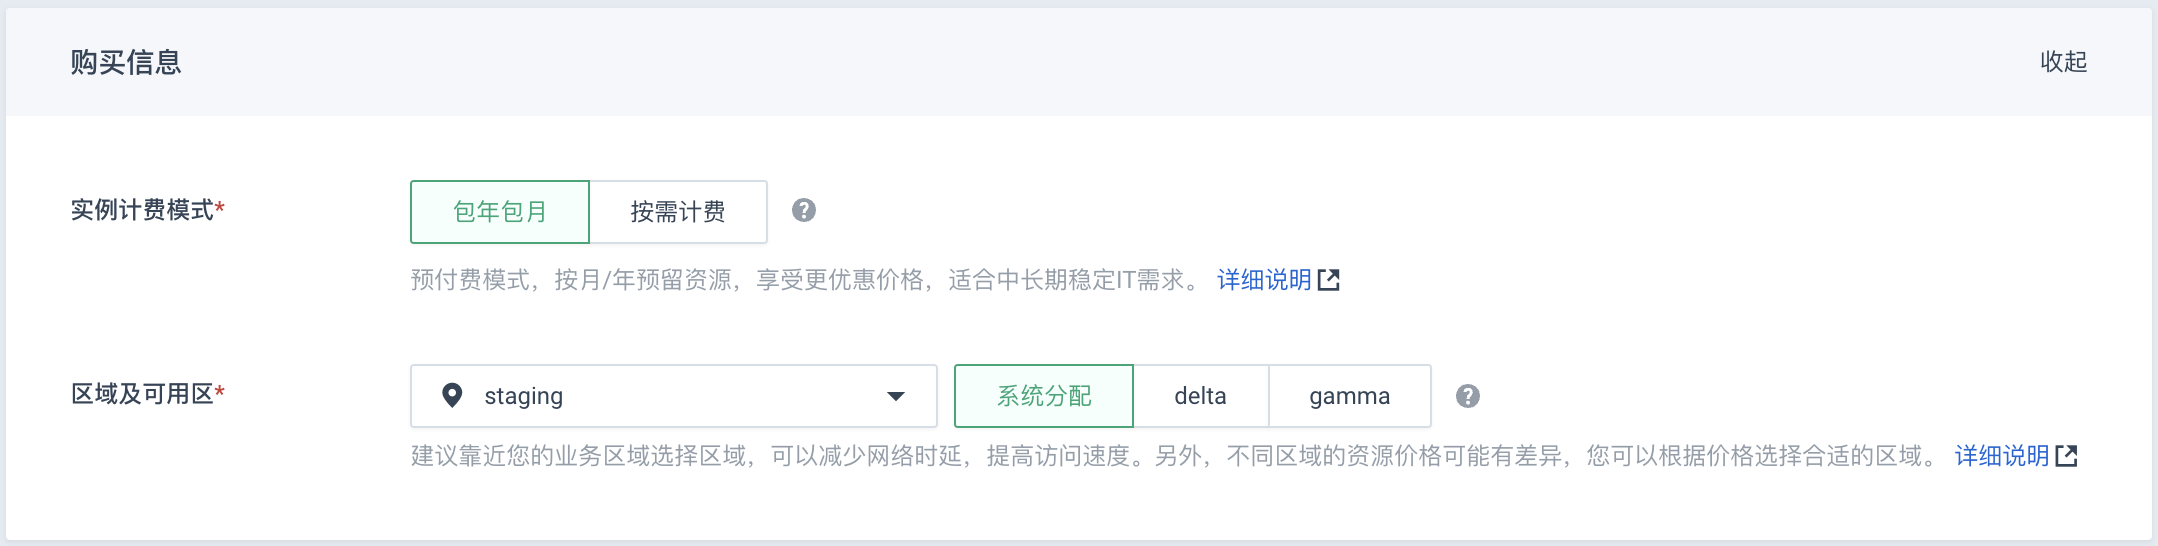 购买信息
收起
实例计费模式*
包年包月
按需计费
预付费模式，按月/年预留资源，享受更优惠价格，适合中长期稳定IT需求。 详细说明
区域及可用区*
staging
系统分配
delta
gamma
建议靠近您的业务区域选择区域，可以减少网络时延，提高访问速度。另外，不同区域的资源价格可能有差异，您可以根据价格选择合适的区域。 详细说明